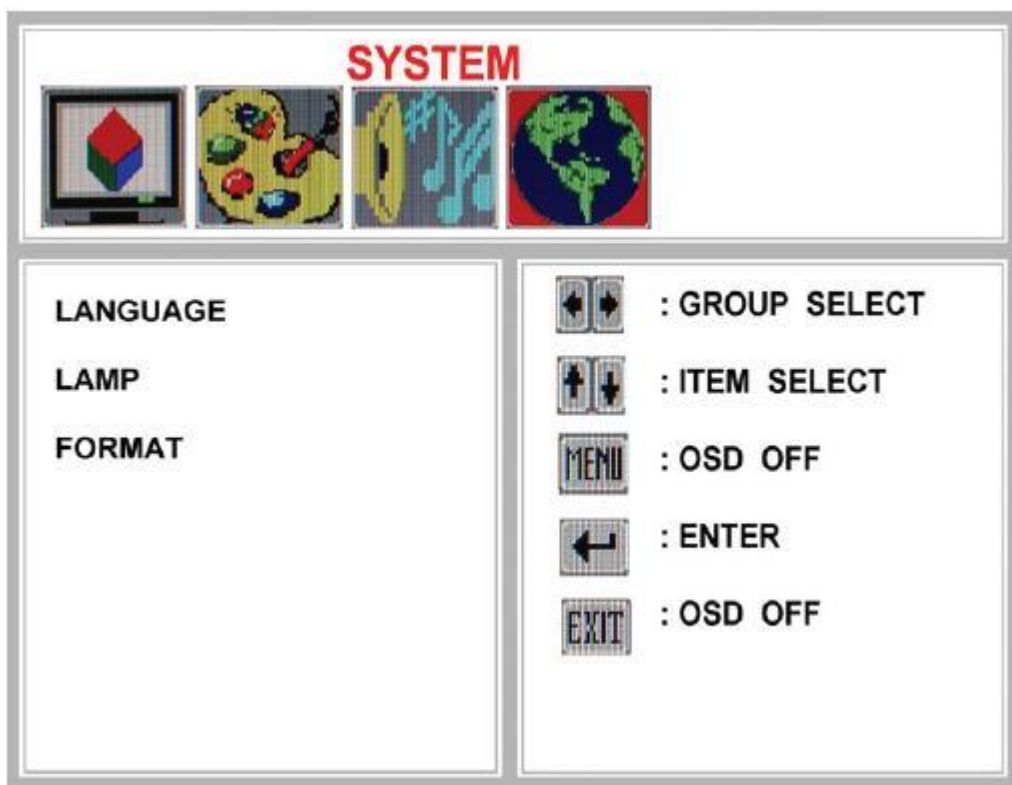 SYSTEM
LANGUAGE
LAMP
FORMAT
: GROUP SELECT
: ITEM SELECT
MENU : OSD OFF
: ENTER
EXIT : OSD OFF